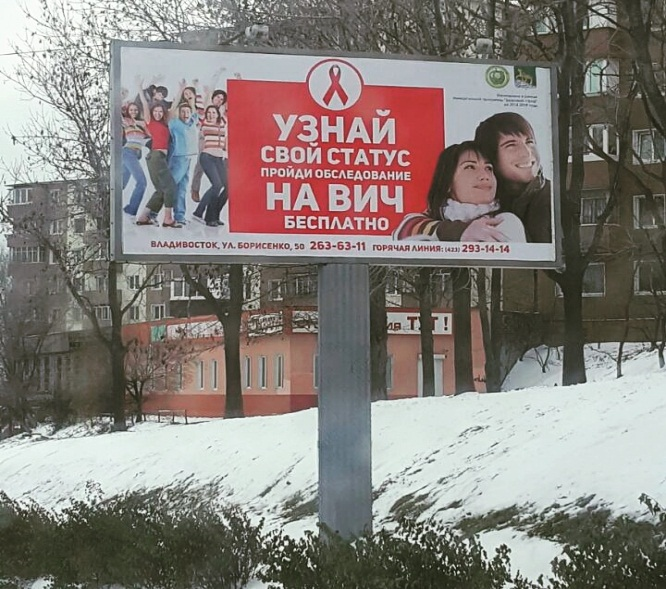 УЗНАЙ
СВОЙ СТАТУС
ПРОЙДИ ОБСЛЕДОВАНИЕ
НА ВИЧ
БЕСПЛАТНО
ВЛАДИВОСТОК, УЛ. БОРИСЕНКО, 50 263-63-11 ГОРЯЧАЯ ЛИНИЯ: (423) 293-14-14